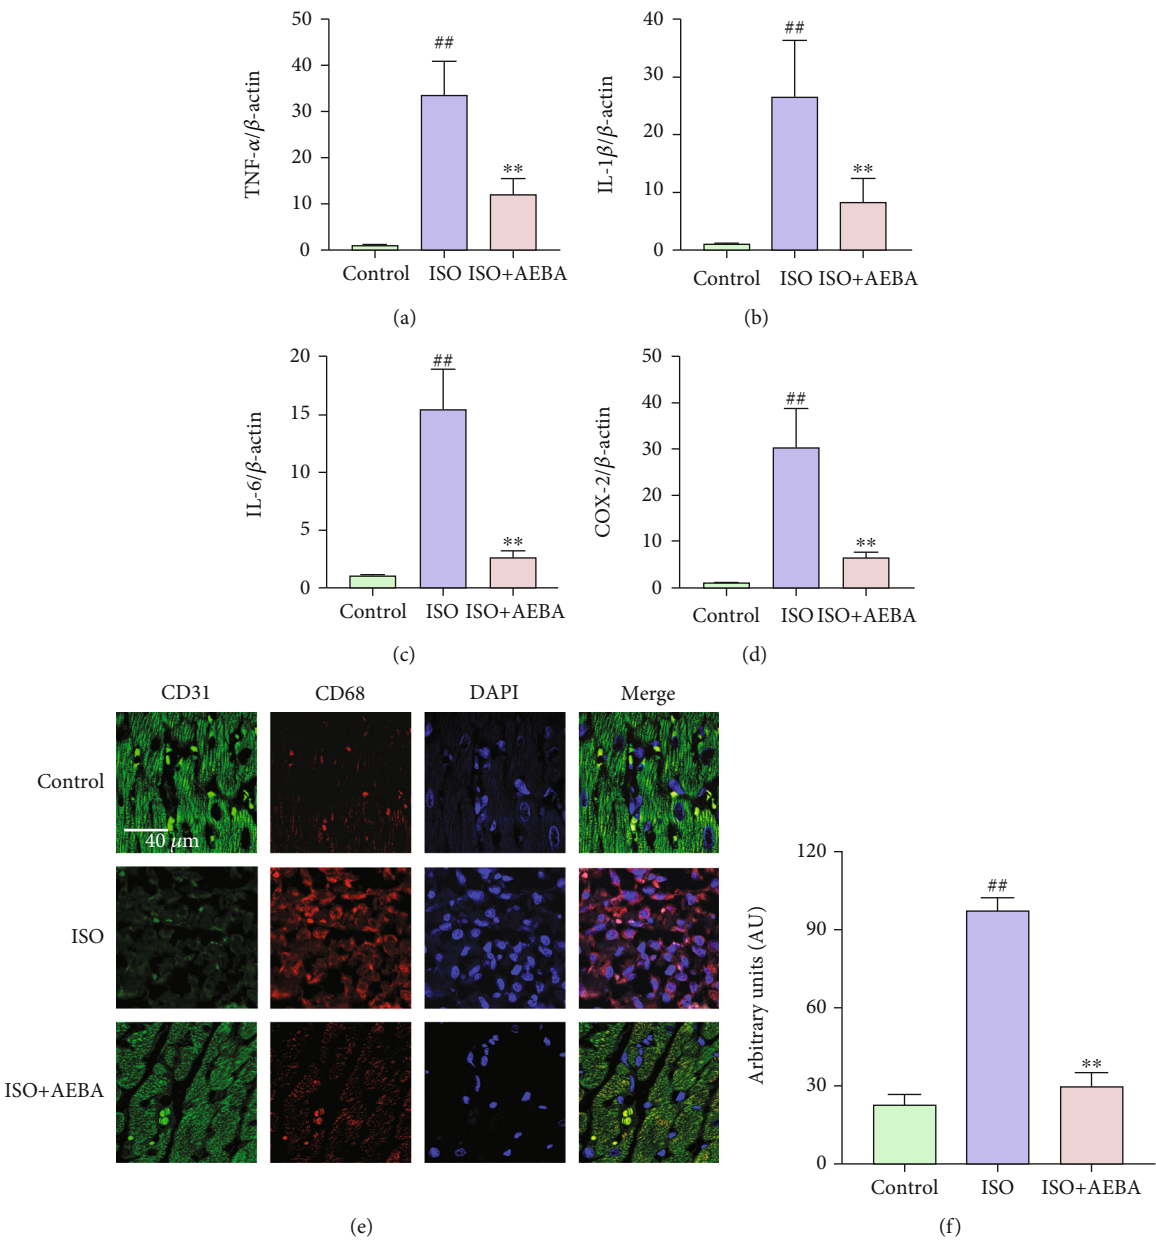 50
40
30
20
10
0
TNF-α/β-actin
##
**
Control ISO ISO+AEBA
(a)
40
30
20
10
0
IL-1β/β-actin
##
**
Control ISO ISO+AEBA
(b)
20
15
10
5
0
IL-6/β-actin
##
**
Control ISO ISO+AEBA
(c)
50
40
30
20
10
0
COX-2/β-actin
##
**
Control ISO ISO+AEBA
(d)
CD31 CD68 DAPI Merge
Control
40 μm
ISO
ISO+AEBA
(e)
120
90
60
30
0
Arbitrary units (AU)
##
**
Control ISO ISO+AEBA
(f)